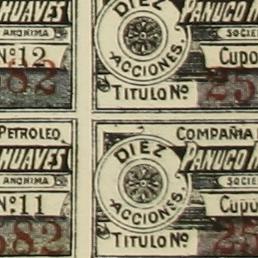 HUAVES DIEZ PANUCO
ANONIMA SOCIE
Nº12 ACCIONES. Cupo
82 TITULO Nº 25
PETROLEO COMPAÑIA
HUAVES DIEZ PANUCO
ANONIMA SOCIE
Nº11 ACCIONES. Cupo
382 TITULO Nº 25